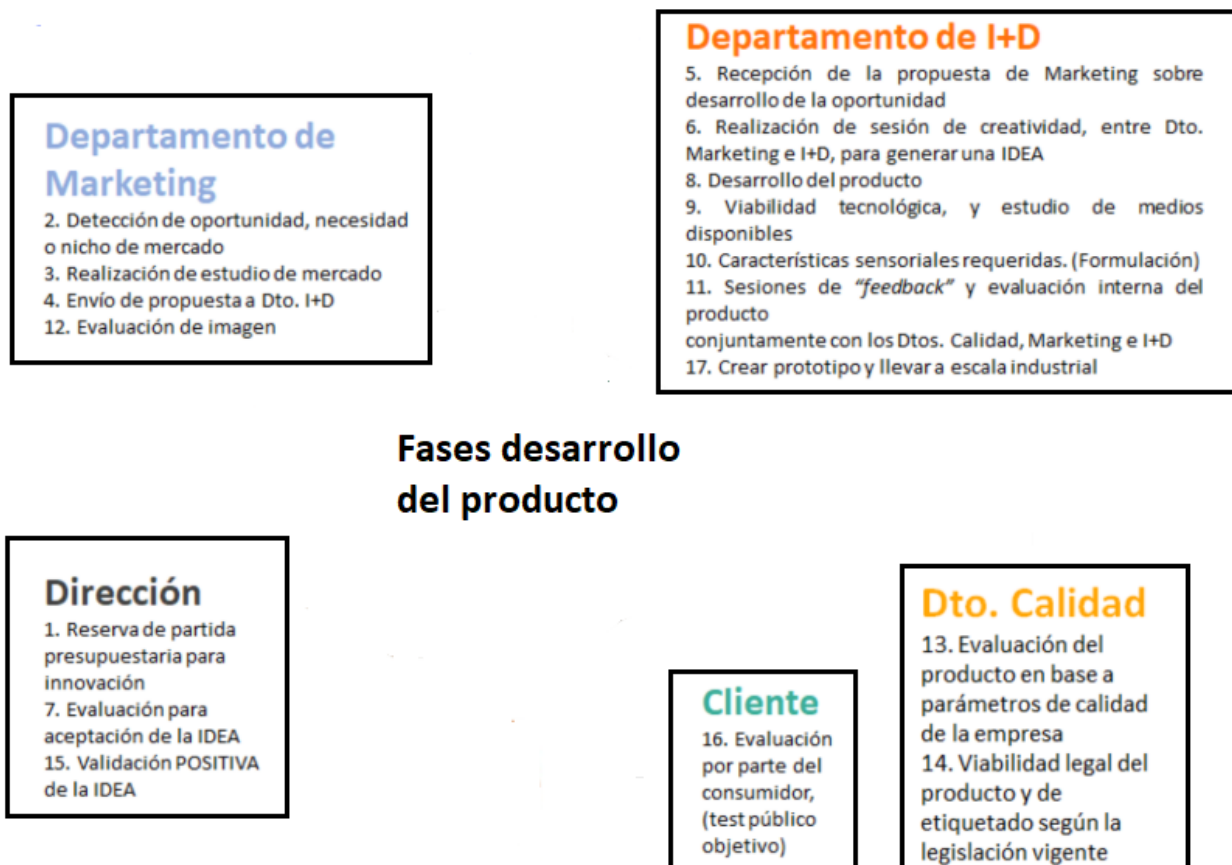 Departamento de I+D
5. Recepción de la propuesta de Marketing sobre
desarrollo de la oportunidad
6. Realización de sesión de creatividad, entre Dto.
Marketing e I+D, para generar una IDEA
8. Desarrollo del producto
9. Viabilidad tecnológica, y estudio de medios
disponibles
10. Características sensoriales requeridas. (Formulación)
11. Sesiones de “feedback” y evaluación interna del
producto
conjuntamente con los Dtos. Calidad, Marketing e I+D
17. Crear prototipo y llevar a escala industrial
Departamento de
Marketing
2. Detección de oportunidad, necesidad
o nicho de mercado
3. Realización de estudio de mercado
4. Envío de propuesta a Dto. I+D
12. Evaluación de imagen
Fases desarrollo
del producto
Dirección
1. Reserva de partida
presupuestaria para
innovación
7. Evaluación para
aceptación de la IDEA
15. Validación POSITIVA
de la IDEA
Cliente
16. Evaluación
por parte del
consumidor,
(test público
objetivo)
Dto. Calidad
13. Evaluación del
producto en base a
parámetros de calidad
de la empresa
14. Viabilidad legal del
producto y de
etiquetado según la
legislación vigente